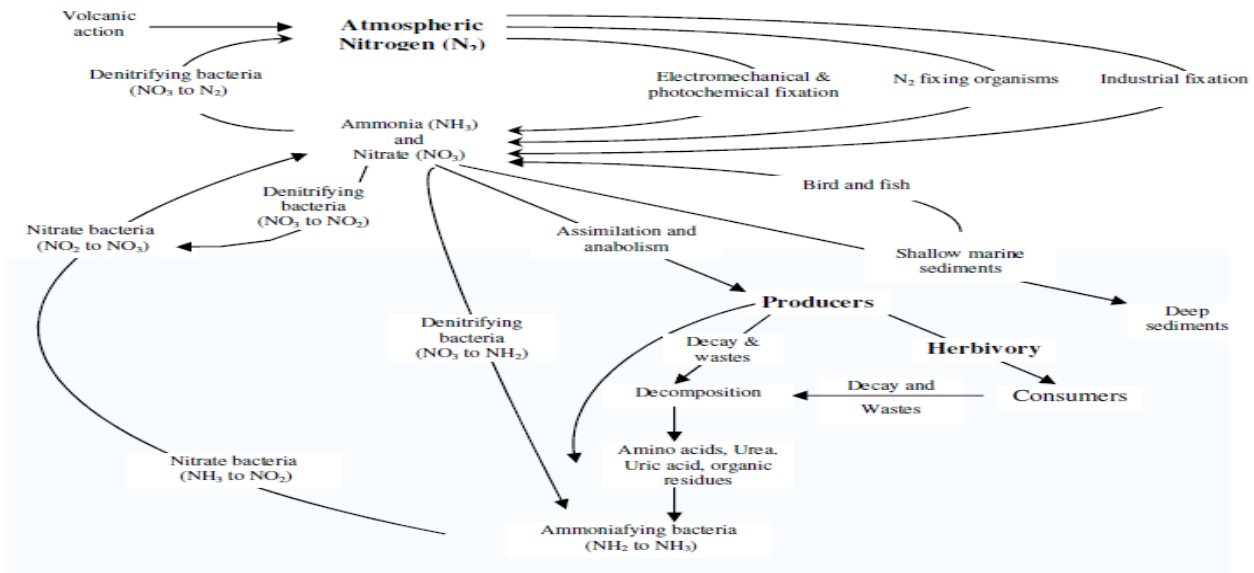 Volcanic
action
Atmospheric
Nitrogen (N₂)
Denitrifying bacteria
(NO₃ to N₂)
Electromechanical &
photochemical fixation
N₂ fixing organisms
Industrial fixation
Ammonia (NH₃)
and
Nitrate (NO₃)
Denitrifying
bacteria
(NO₃ to NO₂)
Bird and fish
Nitrate bacteria
(NO₂ to NO₃)
Assimilation and
anabolism
Shallow marine
sediments
Producers
Deep
sediments
Denitrifying
bacteria
(NO₃ to NH₂)
Decay &
wastes
Herbivory
Decomposition
Decay and
Wastes
Consumers
Amino acids, Urea.
Uric acid, organic
residues
Nitrate bacteria
(NH₃ to NO₂)
Ammoniafying bacteria
(NH₂ to NH₃)